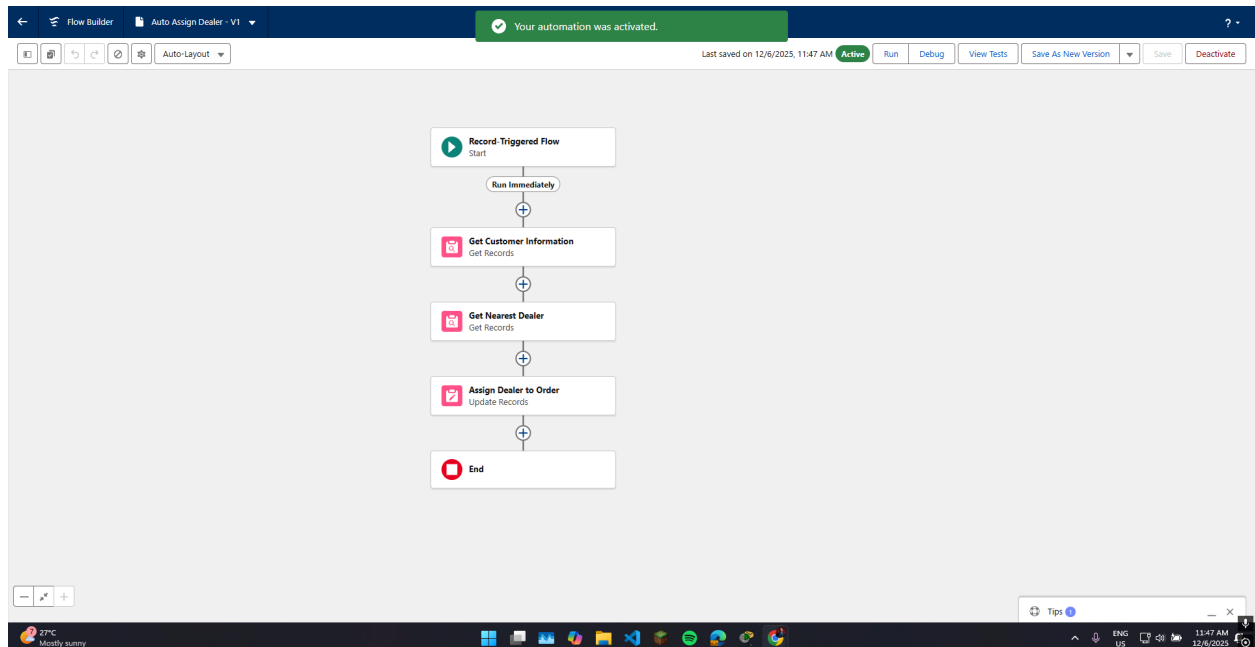 Flow Builder
Auto Assign Dealer - V1
Your automation was activated.
?
Auto-Layout
Last saved on 12/6/2025, 11:47 AM
Active
Run
Debug
View Tests
Save As New Version
Save
Deactivate
Record-Triggered Flow
Start
Run Immediately
Get Customer Information
Get Records
Get Nearest Dealer
Get Records
Assign Dealer to Order
Update Records
End
Tips 1
27°C
Mostly sunny
ENG
US
11:47 AM
12/6/2025